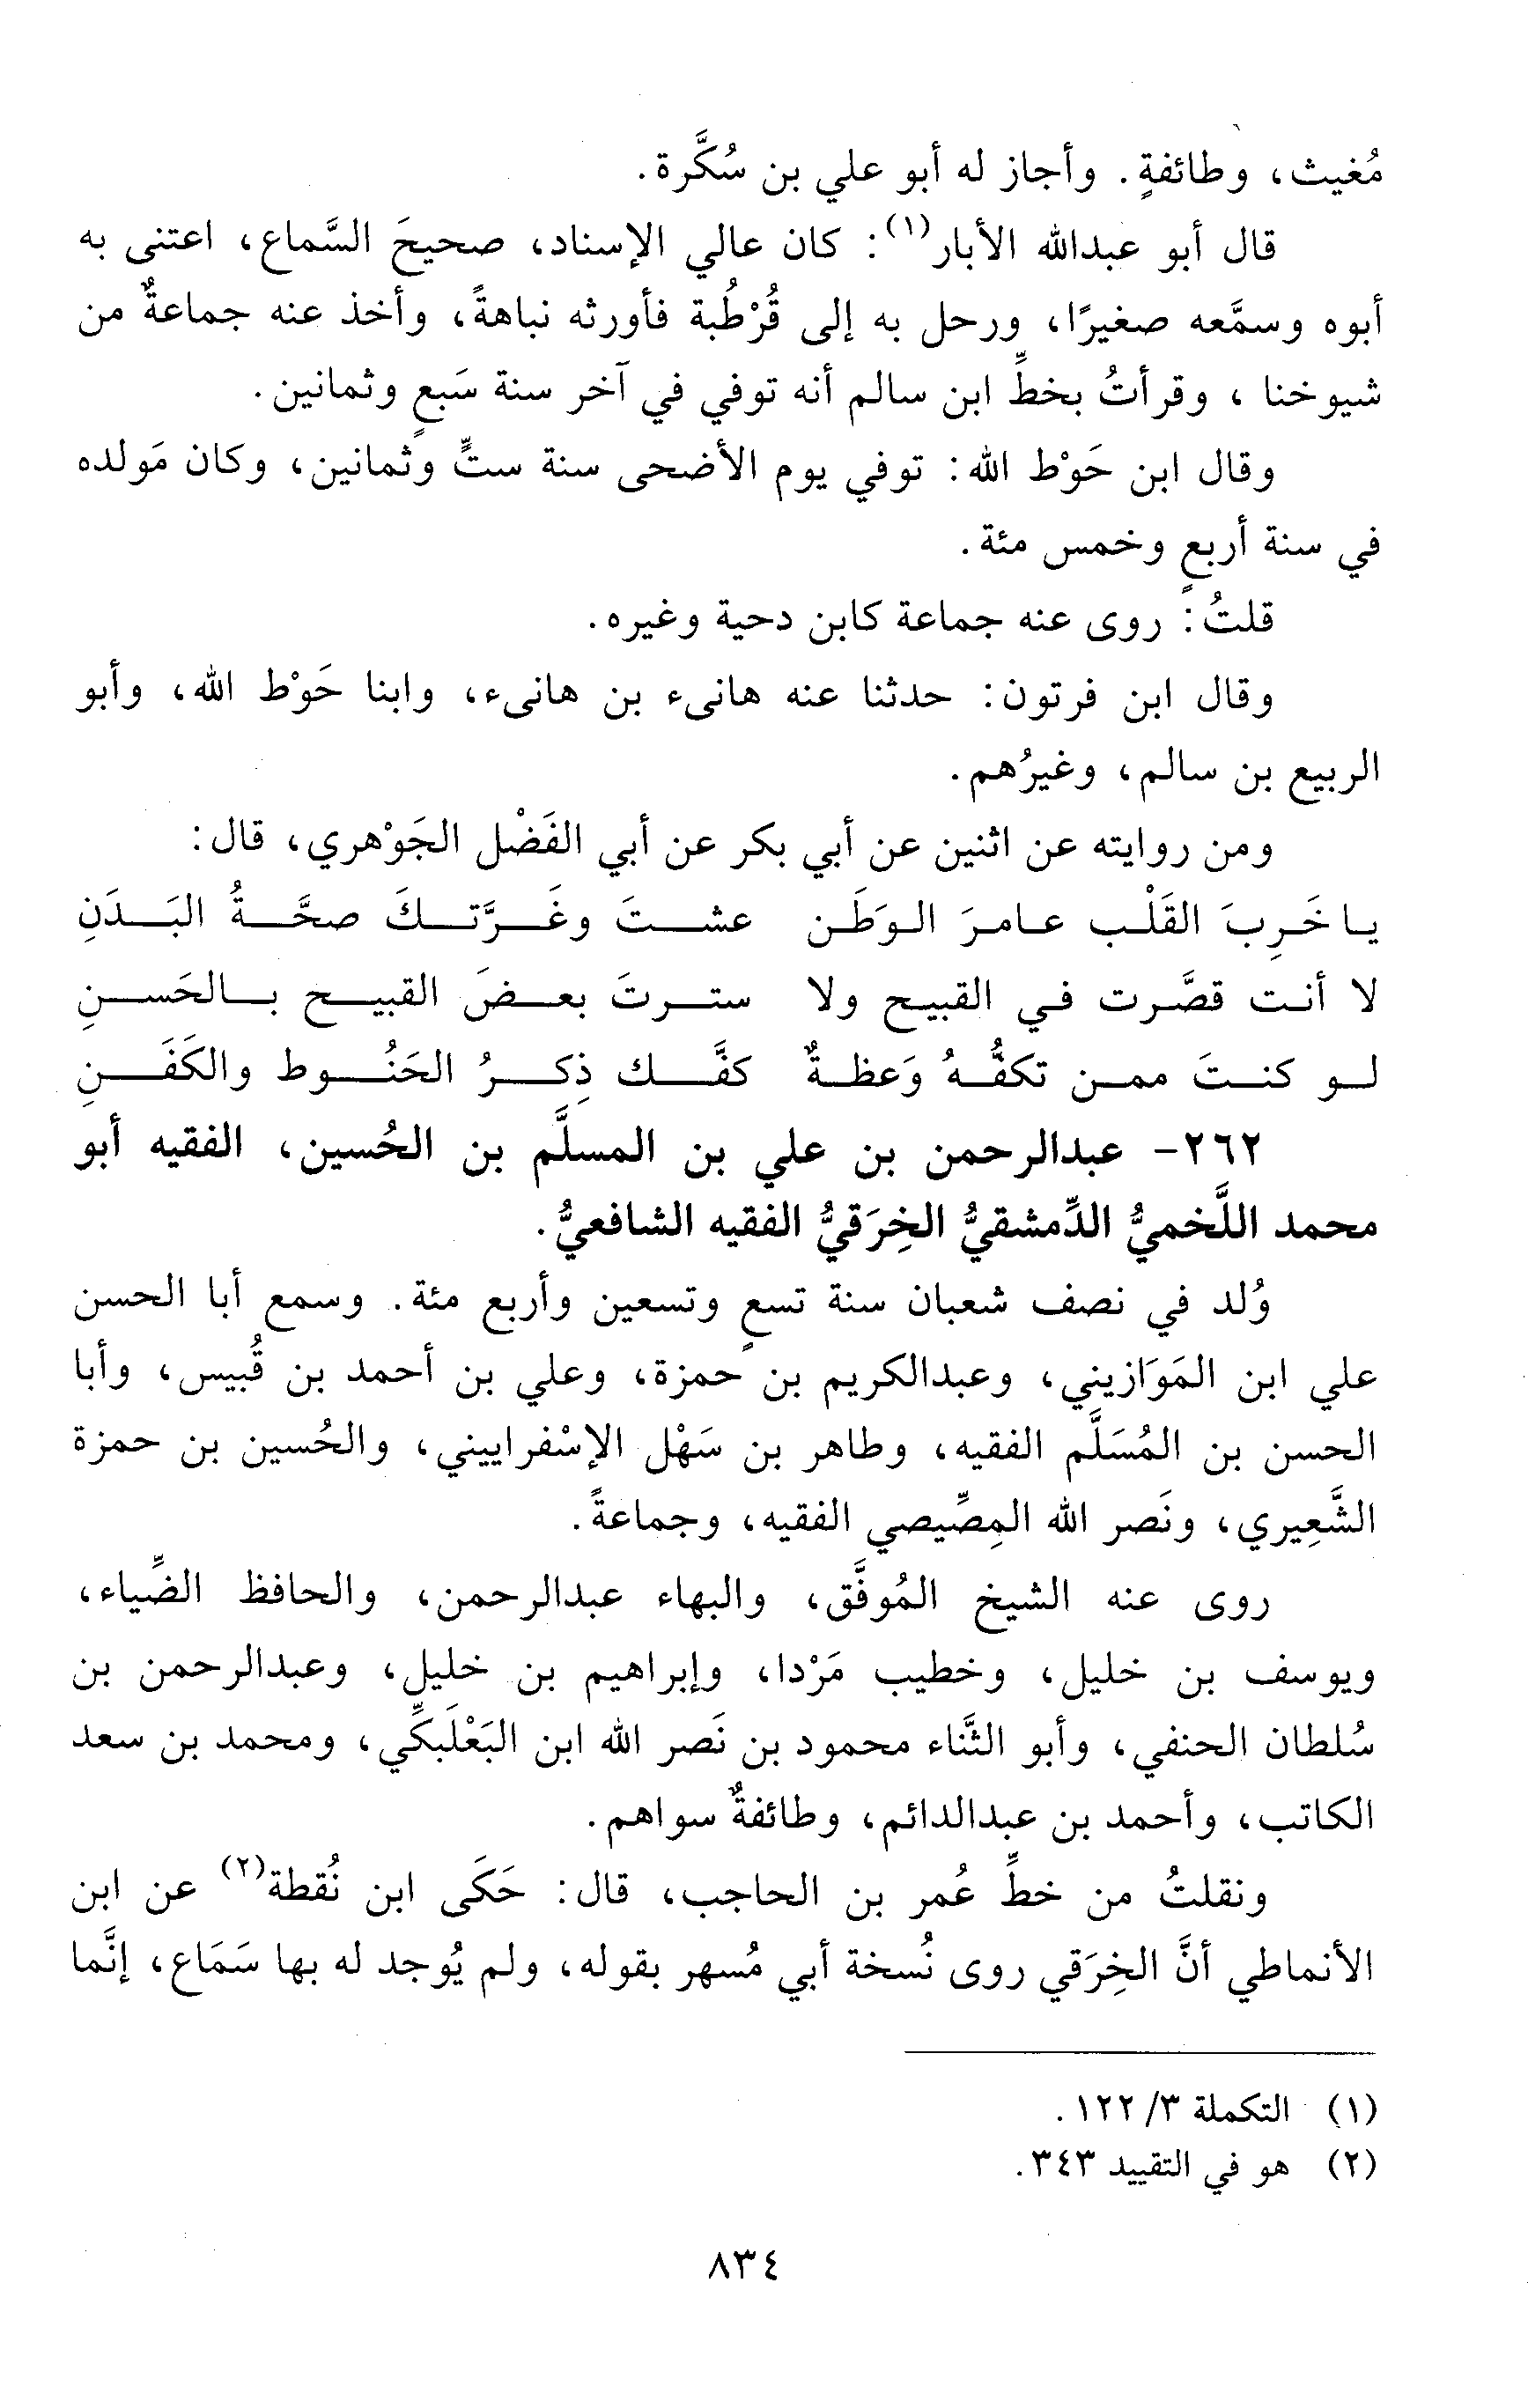 مُغيث، وطائفةٍ. وأجاز له أبو علي بن سُكَّرة.
قال أبو عبدالله الأبار(١): كان عالي الإسناد، صحيحَ السَّماع، اعتنى به
أبوه وسمَّعه صغيرًا، ورحل به إلى قُرْطُبة فأورثه نباهةً، وأخذ عنه جماعةٌ من
شيوخنا ، وقرأتُ بخطِّ ابن سالم أنه توفي في آخر سنة سَبعٍ وثمانين.
وقال ابن حَوْط الله: توفي يوم الأضحى سنة ستٍّ وثمانين، وكان مَولده
في سنة أربعٍ وخمس مئة.
قلتُ: روى عنه جماعة كابن دحية وغيره.
وقال ابن فرتون: حدثنا عنه هانىء بن هانىء، وابنا حَوْط الله، وأبو
الربيع بن سالم، وغيرُهم.
ومن روايته عن اثنين عن أبي بكر عن أبي الفَضْل الجَوْهري، قال:
يا خَرِبَ القَلْب عامرَ الوَطَن عشتَ وغَرَّتكَ صحَّةُ البَدَنِ
لا أنت قصَّرت في القبيح ولا سترتَ بعضَ القبيح بالحَسنِ
لو كنتَ ممن تكفُّهُ وَعظةٌ كفَّك ذِكرُ الحَنُوط والكَفَنِ
٢٦٢- عبدالرحمن بن علي بن المسلَّم بن الحُسين، الفقيه أبو
محمد اللَّخميُّ الدِّمشقيُّ الخِرَقيُّ الفقيه الشافعيُّ.
وُلد في نصف شعبان سنة تسعٍ وتسعين وأربع مئة. وسمع أبا الحسن
علي ابن المَوَازيني، وعبدالكريم بن حمزة، وعلي بن أحمد بن قُبيس، وأبا
الحسن بن المُسَلَّم الفقيه، وطاهر بن سَهْل الإسْفراييني، والحُسين بن حمزة
الشَّعِيري، ونَصر الله المِصِّيصي الفقيه، وجماعةً.
روى عنه الشيخ المُوفَّق، والبهاء عبدالرحمن، والحافظ الضِّياء،
ويوسف بن خليل، وخطيب مَرْدا، وإبراهيم بن خليل، وعبدالرحمن بن
سُلطان الحنفي، وأبو الثَّناء محمود بن نَصر الله ابن البَعْلَبكِّي، ومحمد بن سعد
الكاتب، وأحمد بن عبدالدائم، وطائفةٌ سواهم.
ونقلتُ من خطِّ عُمر بن الحاجب، قال: حَكَى ابن نُقطة(٢) عن ابن
الأنماطي أنَّ الخِرَقي روى نُسخة أبي مُسهر بقوله، ولم يُوجد له بها سَمَاع، إنَّما
(١) التكملة ٣/ ١٢٢.
(٢) هو في التقييد ٣٤٣.
٨٣٤